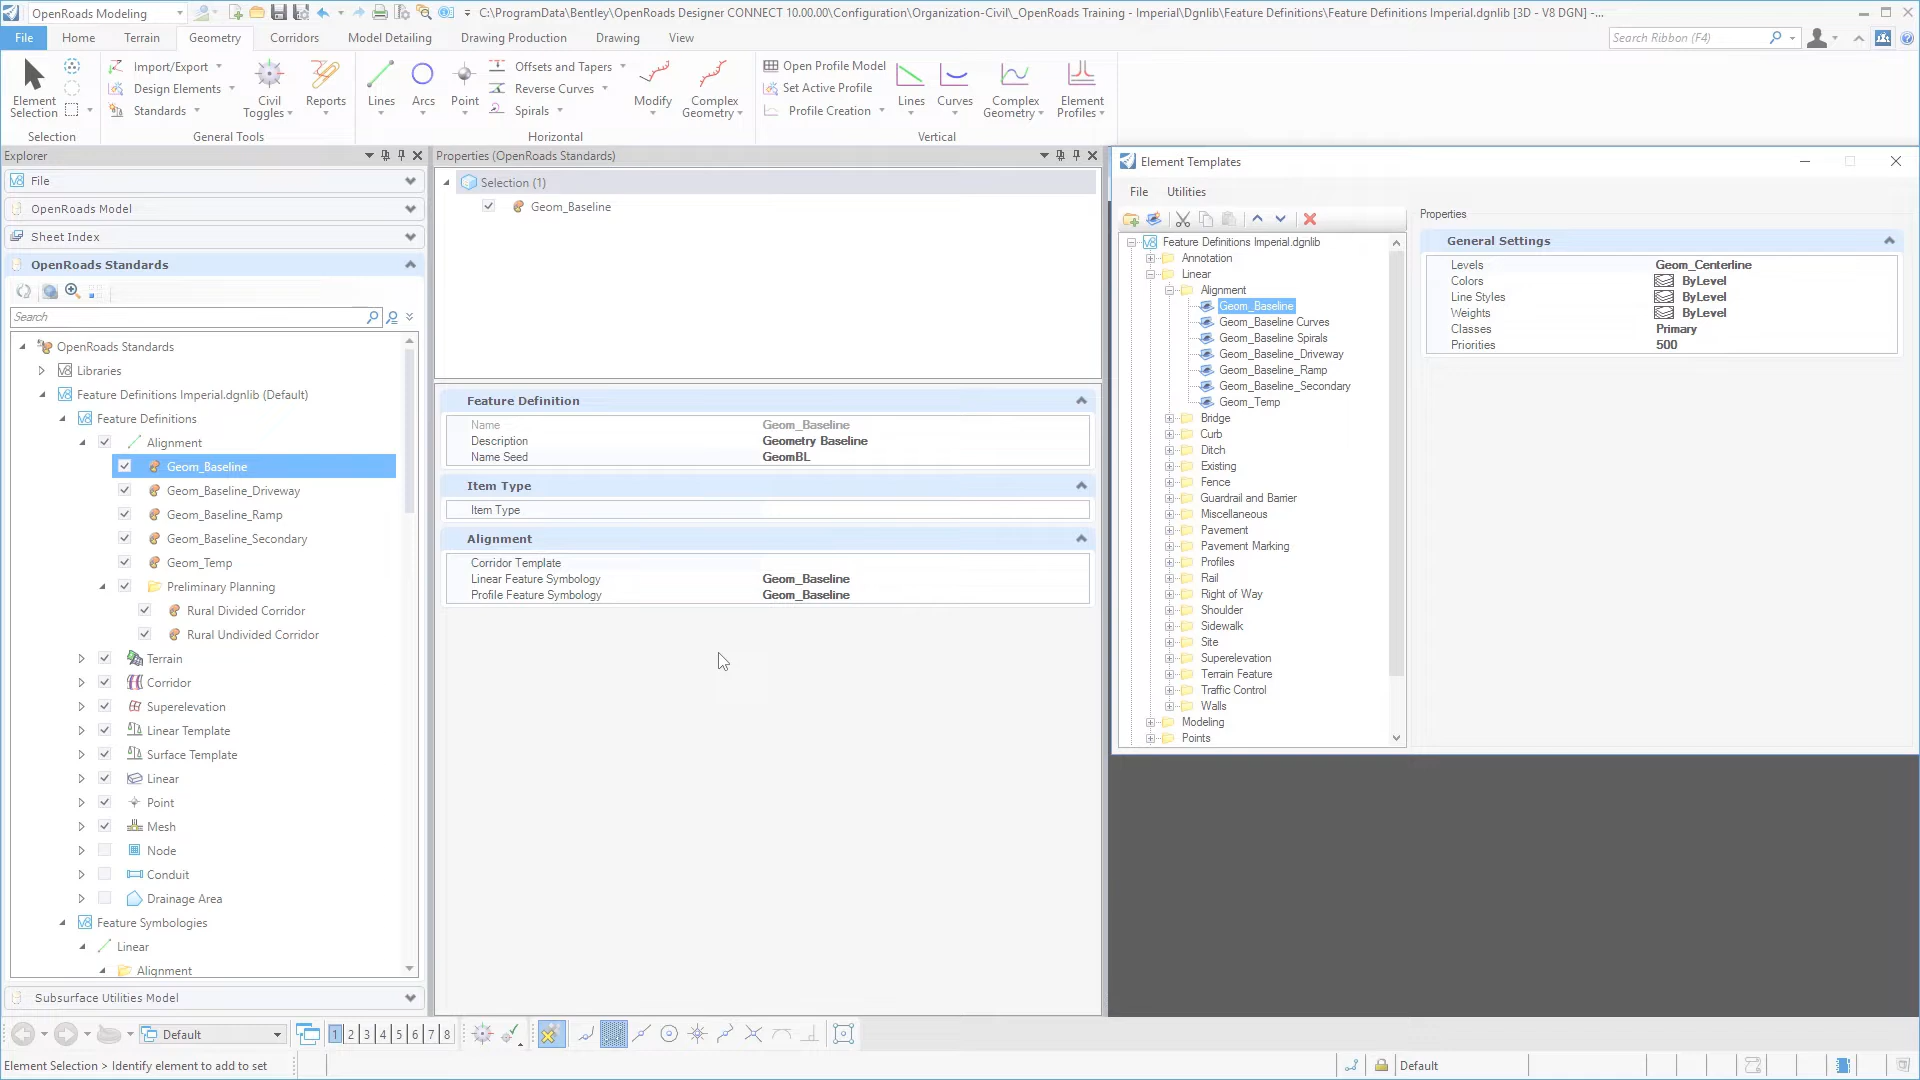 OpenRoads Modeling
C:\ProgramData\Bentley\OpenRoads Designer CONNECT 10.00.00\Configuration\Organization-Civil\_OpenRoads Training - Imperial\Dgnlib\Feature Definitions\Feature Definitions Imperial.dgnlib [3D - V8 DGN] -...
File Home Terrain Geometry Corridors Model Detailing Drawing Production Drawing View
Search Ribbon (F4)
Element Selection
Selection
Import/Export
Design Elements
Standards
Civil Toggles
Reports
General Tools
Lines
Arcs
Point
Offsets and Tapers
Reverse Curves
Spirals
Modify
Complex Geometry
Horizontal
Open Profile Model
Set Active Profile
Profile Creation
Lines
Curves
Complex Geometry
Element Profiles
Vertical
Explorer
File
OpenRoads Model
Sheet Index
OpenRoads Standards
Search
OpenRoads Standards
Libraries
Feature Definitions Imperial.dgnlib (Default)
Feature Definitions
Alignment
Geom_Baseline
Geom_Baseline_Driveway
Geom_Baseline_Ramp
Geom_Baseline_Secondary
Geom_Temp
Preliminary Planning
Rural Divided Corridor
Rural Undivided Corridor
Terrain
Corridor
Superelevation
Linear Template
Surface Template
Linear
Point
Mesh
Node
Conduit
Drainage Area
Feature Symbologies
Linear
Alignment
Subsurface Utilities Model
Properties (OpenRoads Standards)
Selection (1)
Geom_Baseline
Feature Definition
Name Geom_Baseline
Description Geometry Baseline
Name Seed GeomBL
Item Type
Item Type
Alignment
Corridor Template
Linear Feature Symbology Geom_Baseline
Profile Feature Symbology Geom_Baseline
Element Templates
File Utilities
Feature Definitions Imperial.dgnlib
Annotation
Linear
Alignment
Geom_Baseline
Geom_Baseline Curves
Geom_Baseline Spirals
Geom_Baseline_Driveway
Geom_Baseline_Ramp
Geom_Baseline_Secondary
Geom_Temp
Bridge
Curb
Ditch
Existing
Fence
Guardrail and Barrier
Miscellaneous
Pavement
Pavement Marking
Profiles
Rail
Right of Way
Shoulder
Sidewalk
Site
Superelevation
Terrain Feature
Traffic Control
Walls
Modeling
Points
Properties
General Settings
Levels Geom_Centerline
Colors ByLevel
Line Styles ByLevel
Weights ByLevel
Classes Primary
Priorities 500
Default
1 2 3 4 5 6 7 8
Element Selection > Identify element to add to set
Default